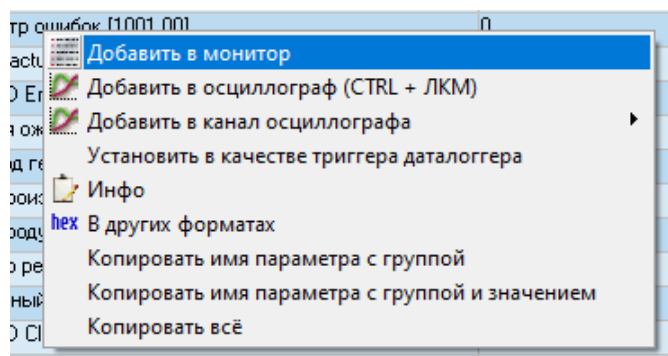 тр ошибок [1001.00] 0
Добавить в монитор
Добавить в осциллограф (CTRL + ЛКМ)
Добавить в канал осциллографа
Установить в качестве триггера даталоггера
Инфо
hex В других форматах
Копировать имя параметра с группой
Копировать имя параметра с группой и значением
Копировать всё